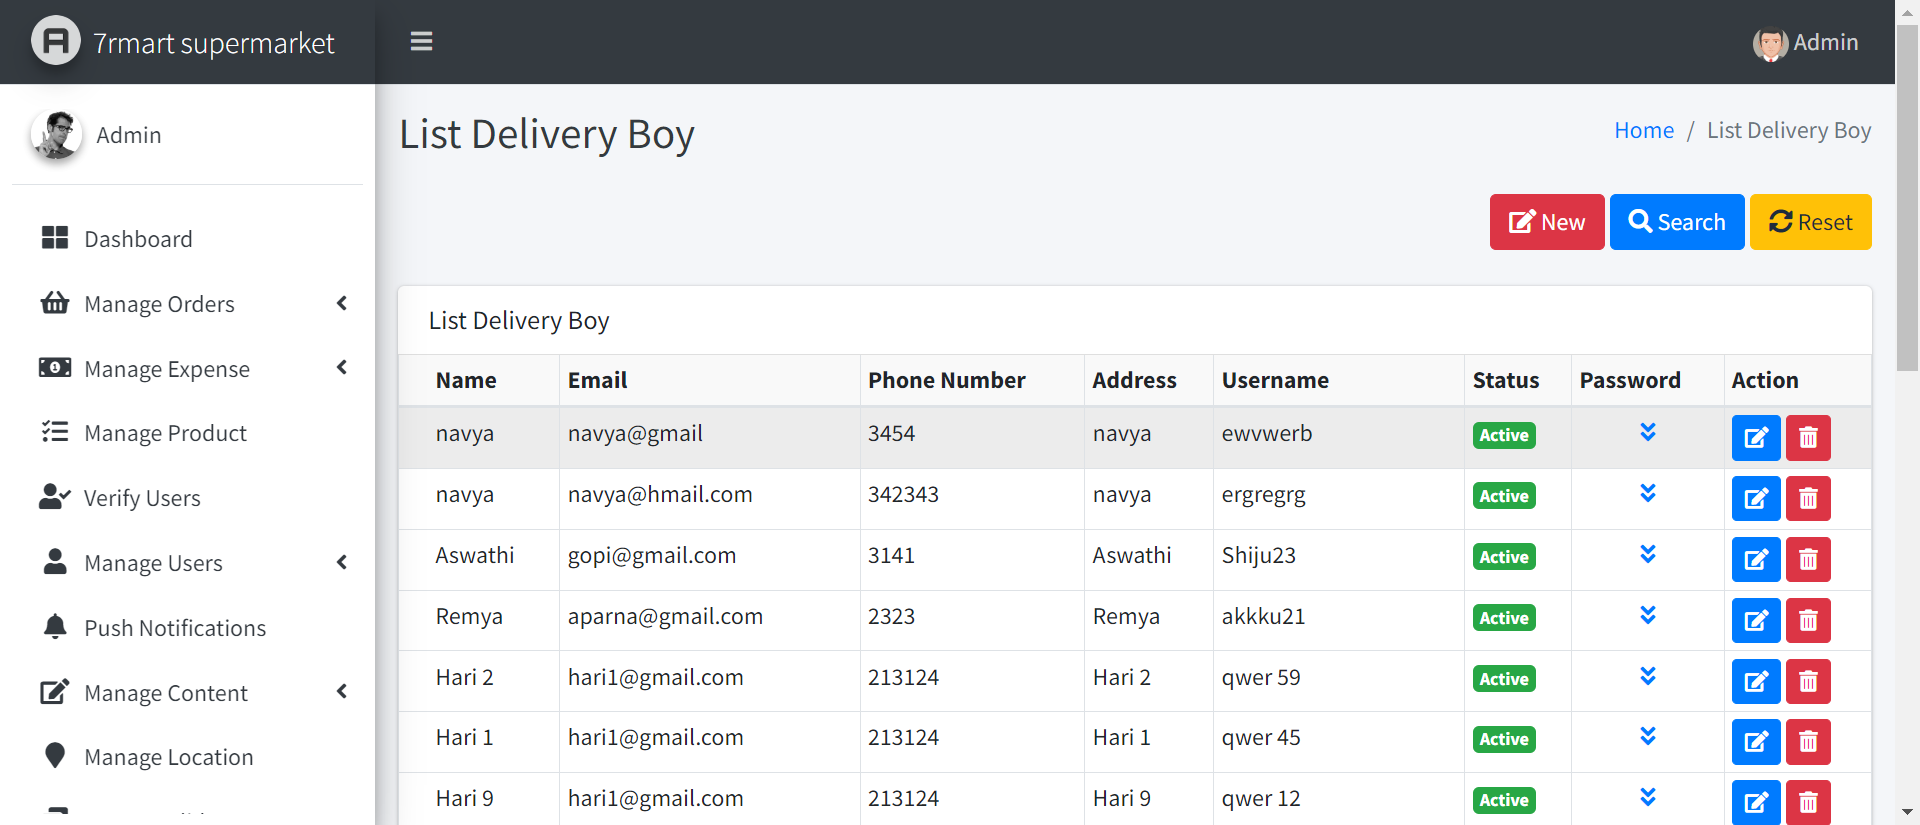 7rmart supermarket
Admin
Admin
Dashboard
Manage Orders
Manage Expense
Manage Product
Verify Users
Manage Users
Push Notifications
Manage Content
Manage Location
List Delivery Boy
Home / List Delivery Boy
New Search Reset
List Delivery Boy
Name Email Phone Number Address Username Status Password Action
navya navya@gmail 3454 navya ewvwerb Active
navya navya@hmail.com 342343 navya ergregrg Active
Aswathi gopi@gmail.com 3141 Aswathi Shiju23 Active
Remya aparna@gmail.com 2323 Remya akkku21 Active
Hari 2 hari1@gmail.com 213124 Hari 2 qwer 59 Active
Hari 1 hari1@gmail.com 213124 Hari 1 qwer 45 Active
Hari 9 hari1@gmail.com 213124 Hari 9 qwer 12 Active